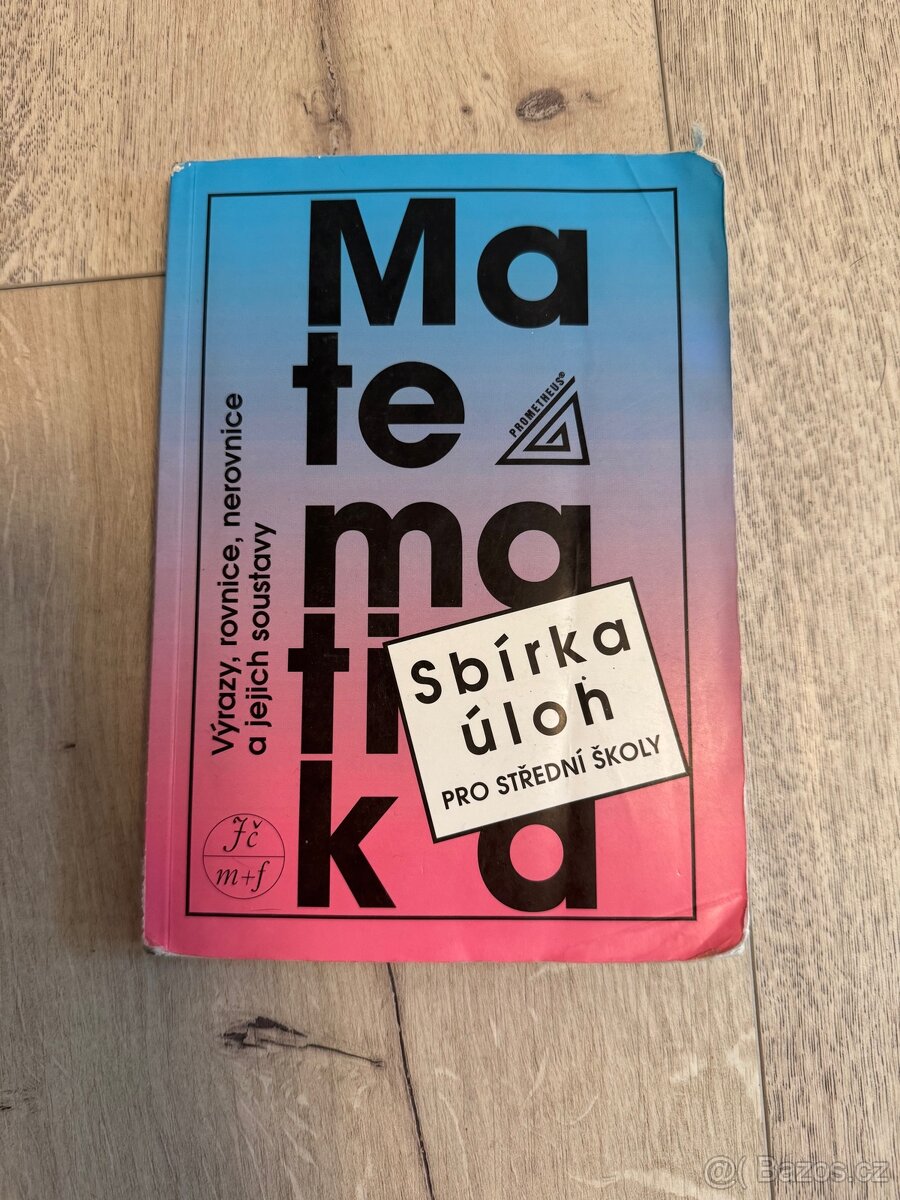 Ma
te
ma
ti
ka
PROMETHEUS®
Výrazy, rovnice, nerovnice
a jejich soustavy
Sbírka
úloh
PRO STŘEDNÍ ŠKOLY
Jč
m+f
@( Bazos.cz